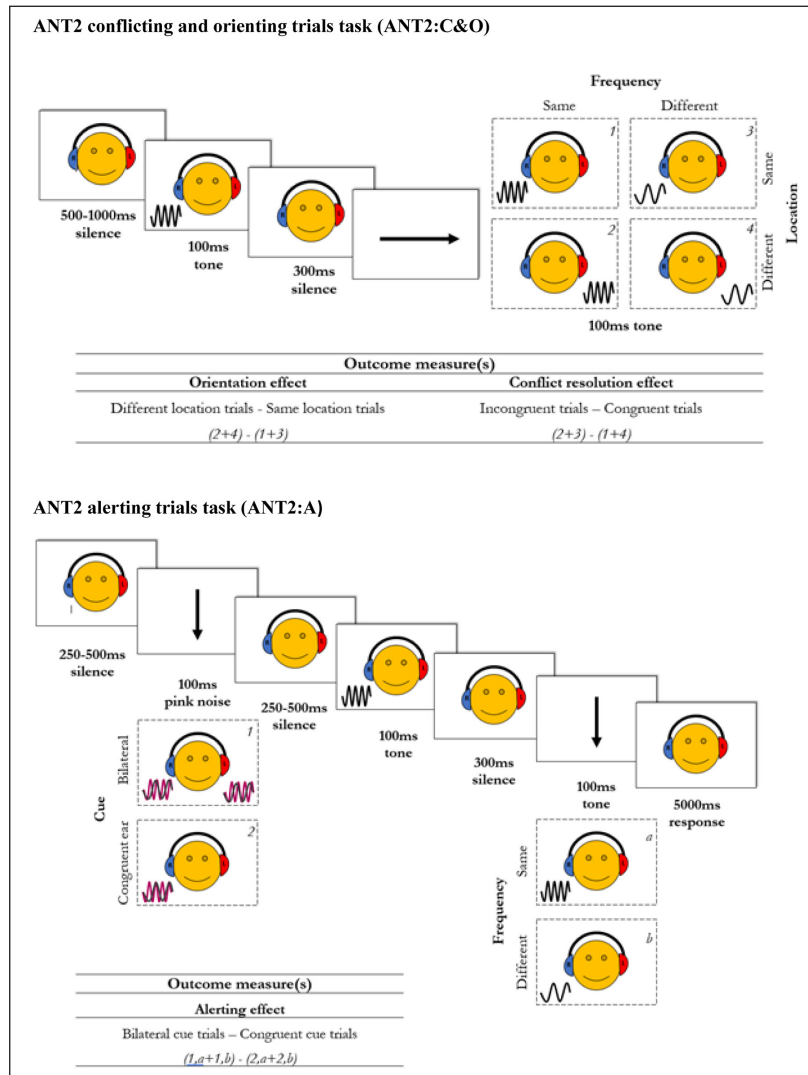 ANT2 conflicting and orienting trials task (ANT2:C&O)
Frequency
Same Different
R L
500-1000ms
silence
R L
100ms
tone
R L
300ms
silence
1
R L
3
R L
Same
2
R L
4
R L
Different
Location
100ms tone
Outcome measure(s)
Orientation effect Conflict resolution effect
Different location trials - Same location trials Incongruent trials – Congruent trials
(2+4) - (1+3) (2+3) - (1+4)
ANT2 alerting trials task (ANT2:A)
R L
250-500ms
silence
100ms
pink noise
R L
250-500ms
silence
R L
100ms
tone
R L
300ms
silence
100ms
tone
R L
5000ms
response
Cue
Bilateral
1
R L
Congruent ear
2
R L
Frequency
Same
a
R L
Different
b
R L
Outcome measure(s)
Alerting effect
Bilateral cue trials – Congruent cue trials
(1,a+1,b) - (2,a+2,b)